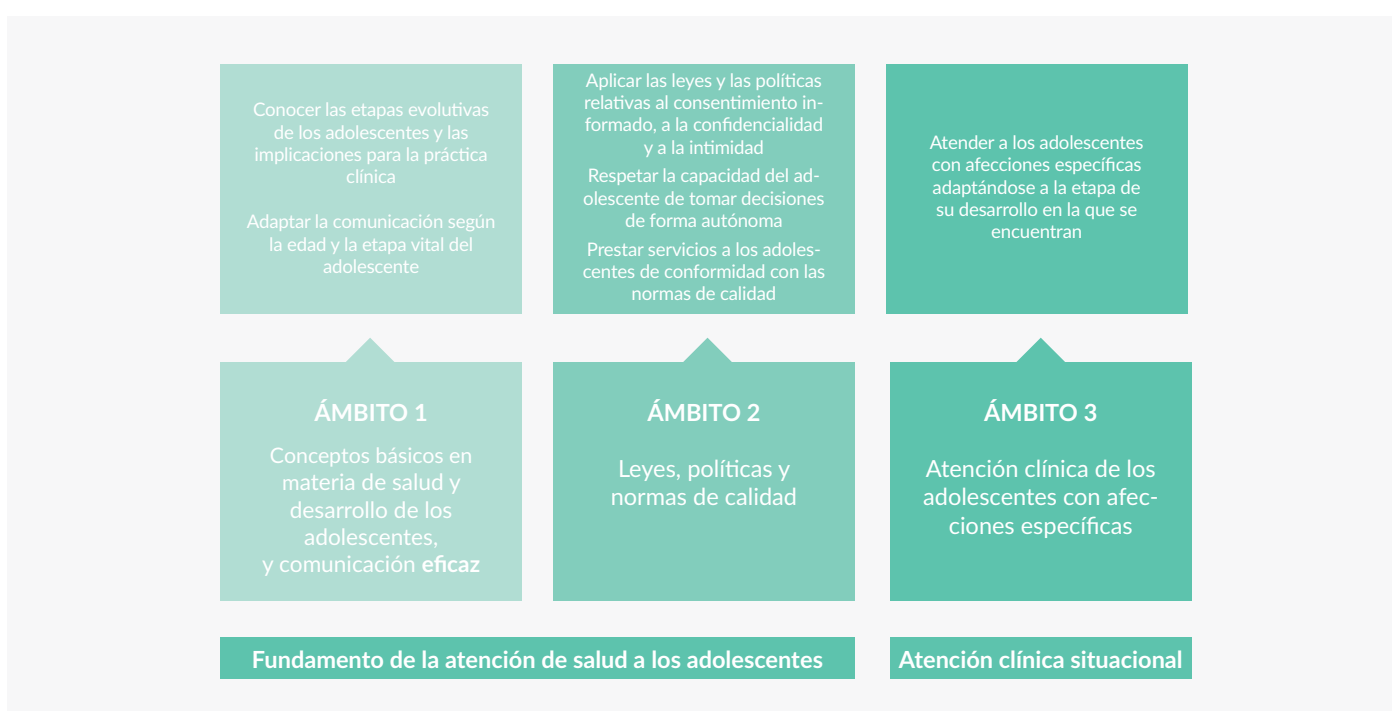 Conocer las etapas evolutivas
de los adolescentes y las
implicaciones para la práctica
clínica
Adaptar la comunicación según
la edad y la etapa vital del
adolescente
Aplicar las leyes y las políticas
relativas al consentimiento in-
formado, a la confidencialidad
y a la intimidad
Respetar la capacidad del ad-
olescente de tomar decisiones
de forma autónoma
Prestar servicios a los adoles-
centes de conformidad con las
normas de calidad
Atender a los adolescentes
con afecciones específicas
adaptándose a la etapa de
su desarrollo en la que se
encuentran
ÁMBITO 1
Conceptos básicos en
materia de salud y
desarrollo de los
adolescentes,
y comunicación eficaz
ÁMBITO 2
Leyes, políticas y
normas de calidad
ÁMBITO 3
Atención clínica de los
adolescentes con afec-
ciones específicas
Fundamento de la atención de salud a los adolescentes
Atención clínica situacional